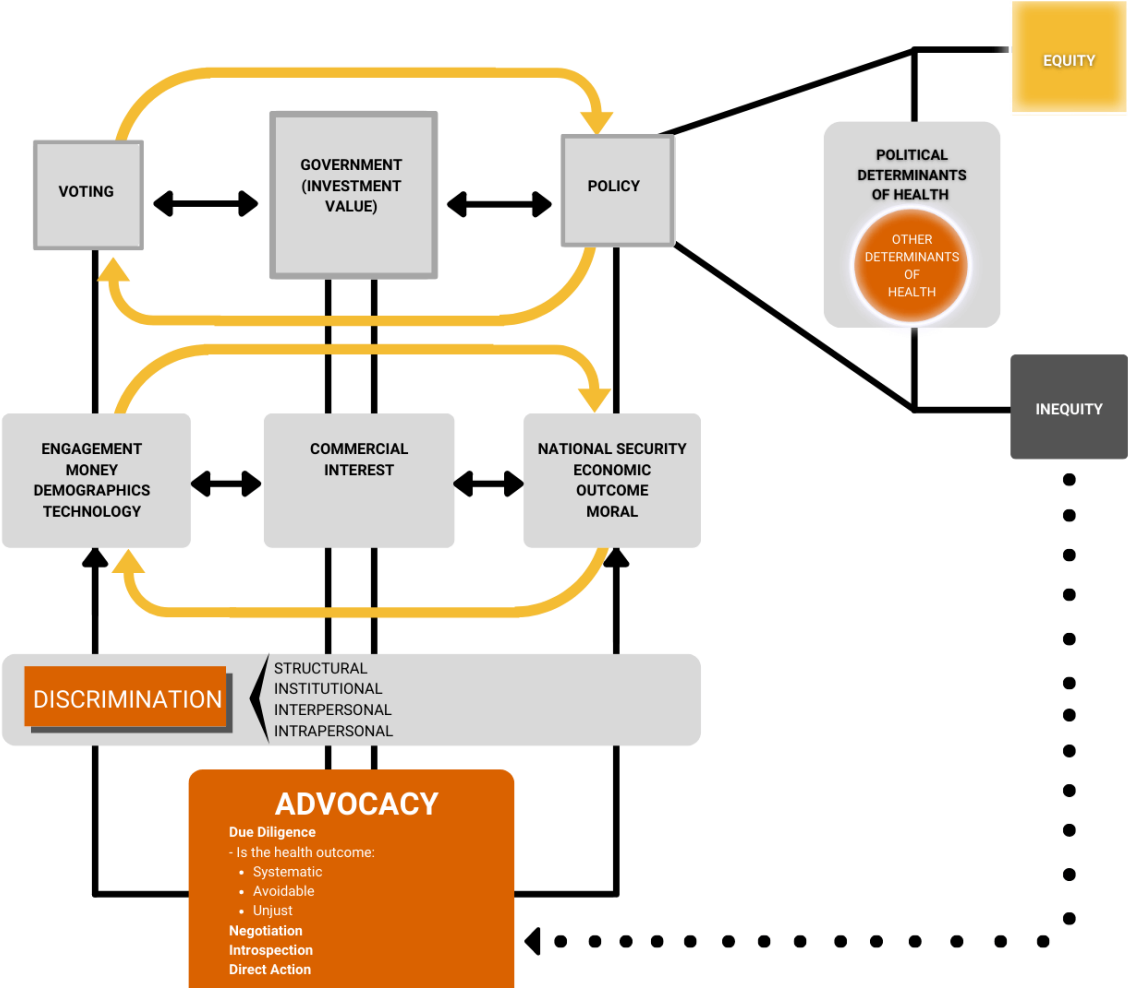 EQUITY
VOTING
GOVERNMENT
(INVESTMENT
VALUE)
POLICY
POLITICAL
DETERMINANTS
OF HEALTH
OTHER
DETERMINANTS
OF
HEALTH
INEQUITY
ENGAGEMENT
MONEY
DEMOGRAPHICS
TECHNOLOGY
COMMERCIAL
INTEREST
NATIONAL SECURITY
ECONOMIC
OUTCOME
MORAL
DISCRIMINATION
STRUCTURAL
INSTITUTIONAL
INTERPERSONAL
INTRAPERSONAL
ADVOCACY
Due Diligence
- Is the health outcome:
• Systematic
• Avoidable
• Unjust
Negotiation
Introspection
Direct Action